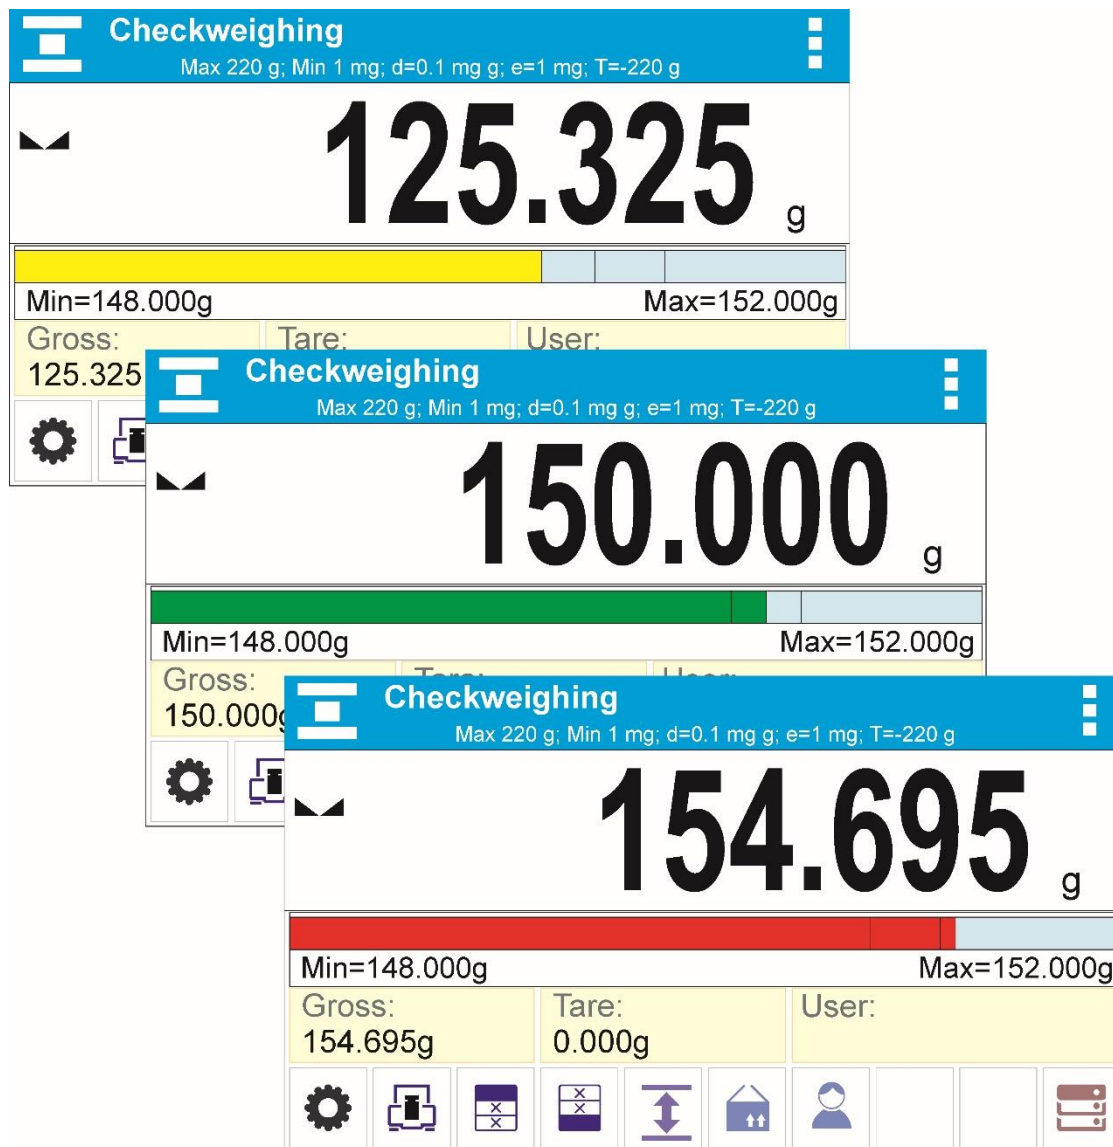 Checkweighing
Max 220 g; Min 1 mg; d=0.1 mg g; e=1 mg; T=-220 g
125.325 g
Min=148.000g Max=152.000g
Gross: Tare: User:
125.325
Checkweighing
Max 220 g; Min 1 mg; d=0.1 mg g; e=1 mg; T=-220 g
150.000 g
Min=148.000g Max=152.000g
Gross: Tare: User:
150.000g
Checkweighing
Max 220 g; Min 1 mg; d=0.1 mg g; e=1 mg; T=-220 g
154.695 g
Min=148.000g Max=152.000g
Gross: Tare: User:
154.695g 0.000g